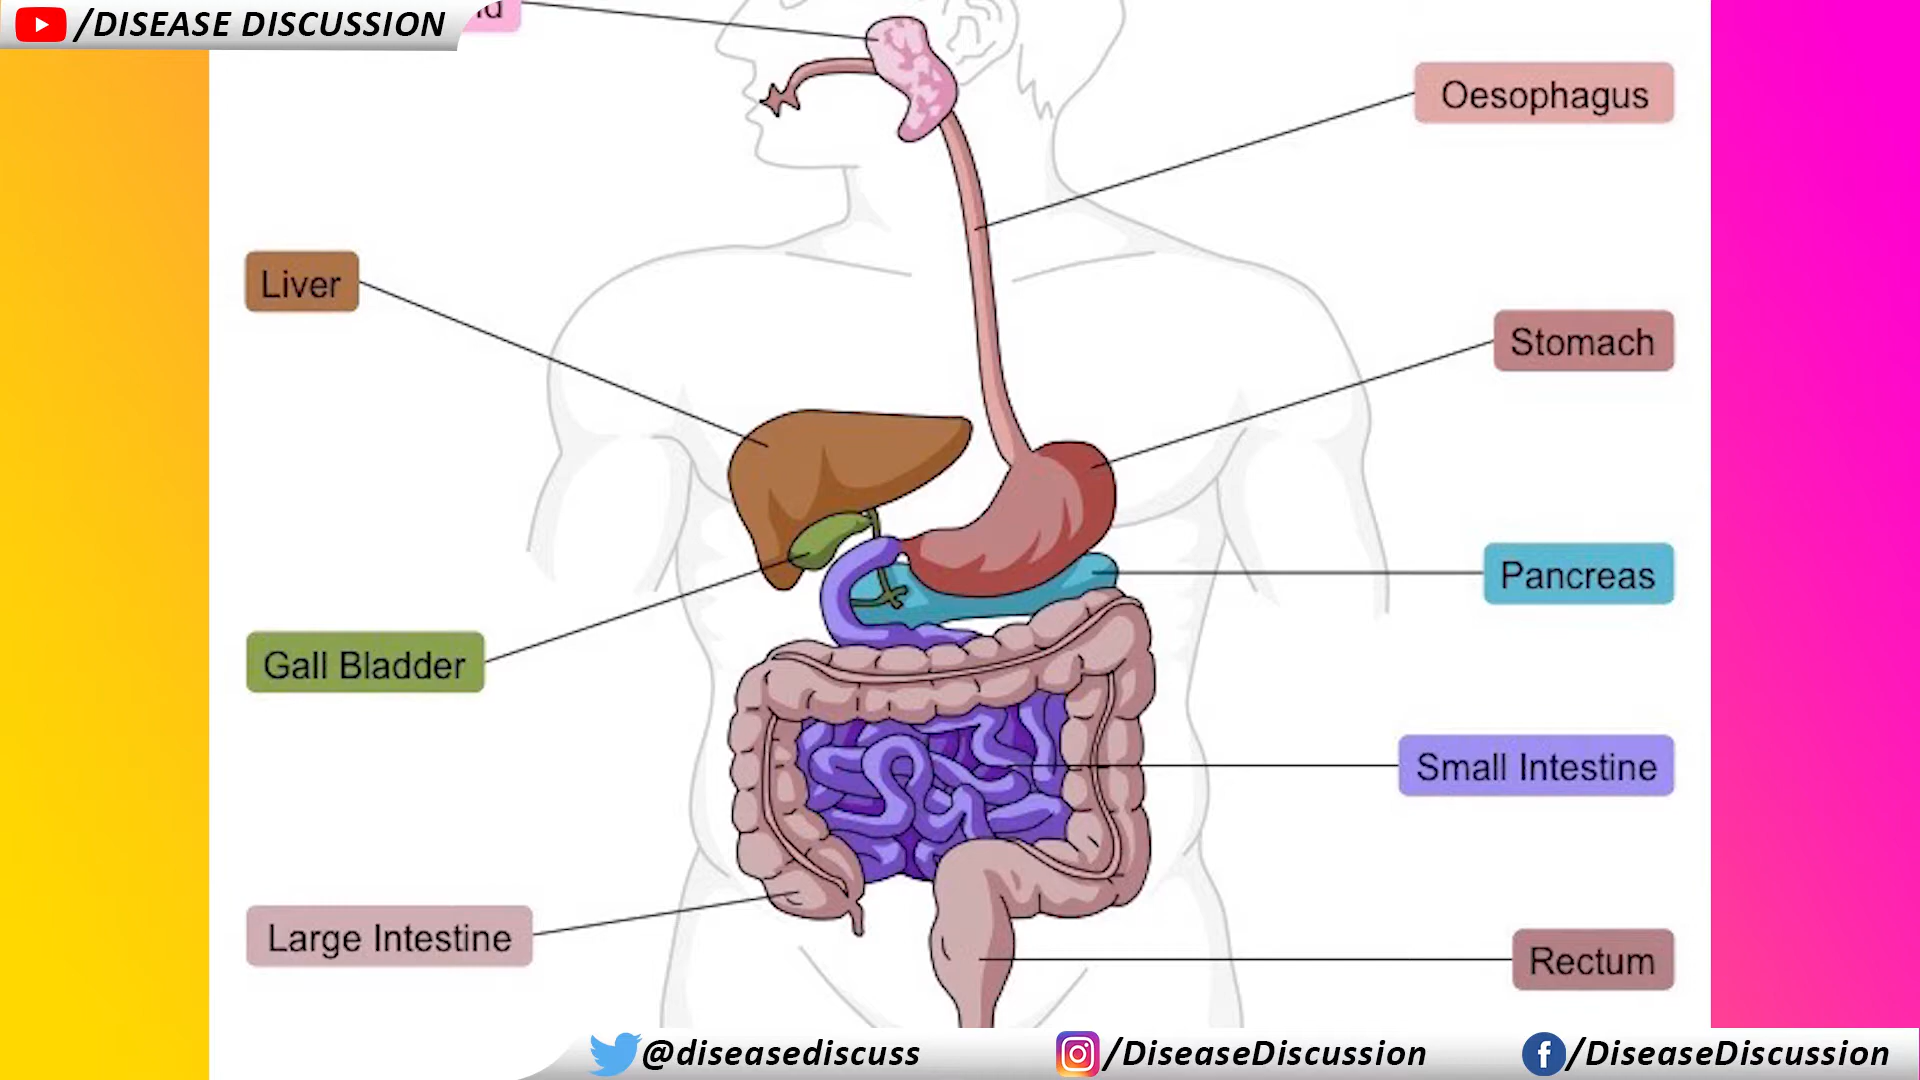 /DISEASE DISCUSSION
Oesophagus
Liver
Stomach
Pancreas
Gall Bladder
Small Intestine
Large Intestine
Rectum
@diseasediscuss
/DiseaseDiscussion
/DiseaseDiscussion